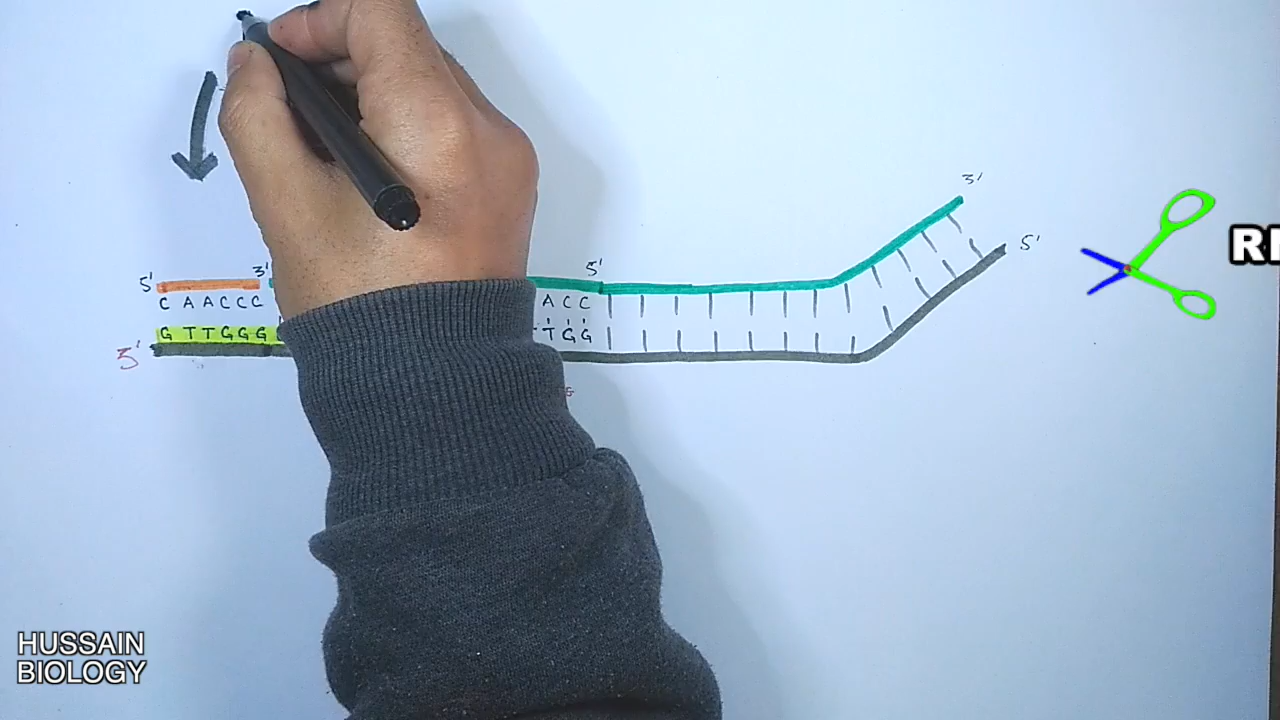 3'
5'
5' 3' 5'
C A A C C C A C C
G T T G G G T G G
3'
G
HUSSAIN
BIOLOGY